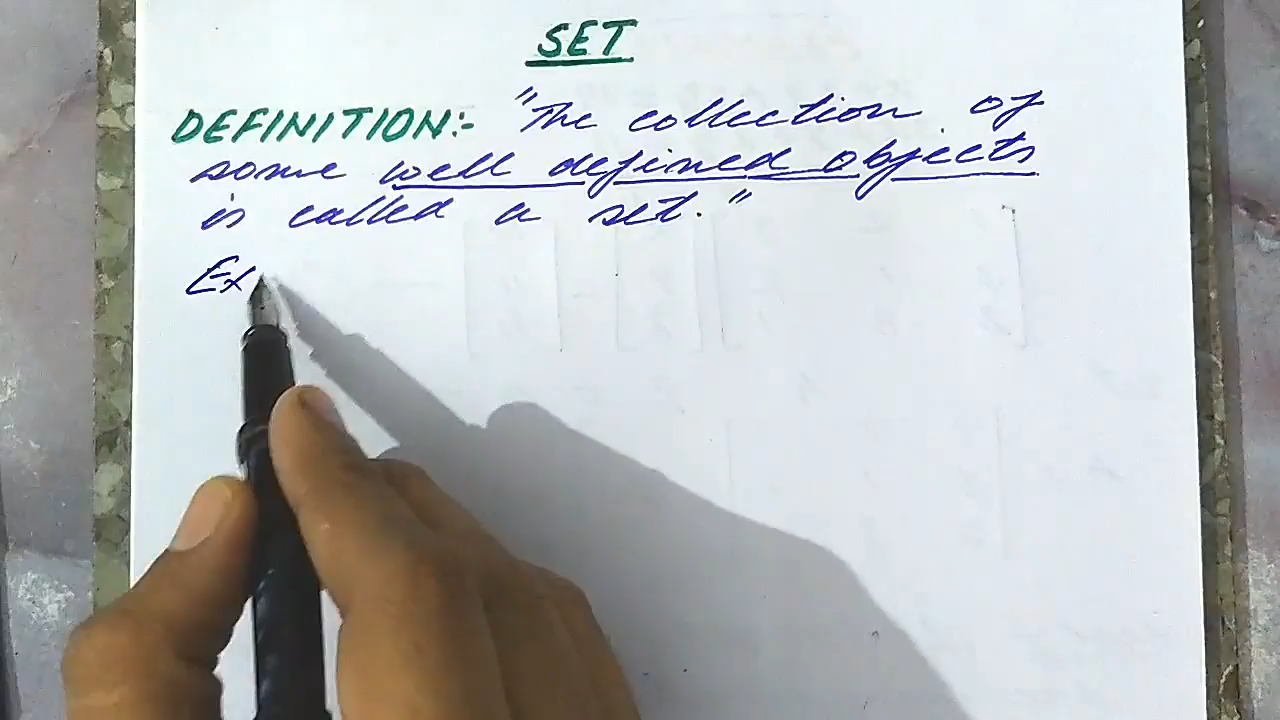 SET
DEFINITION:- "The collection of
some well defined objects
is called a set."
Ex